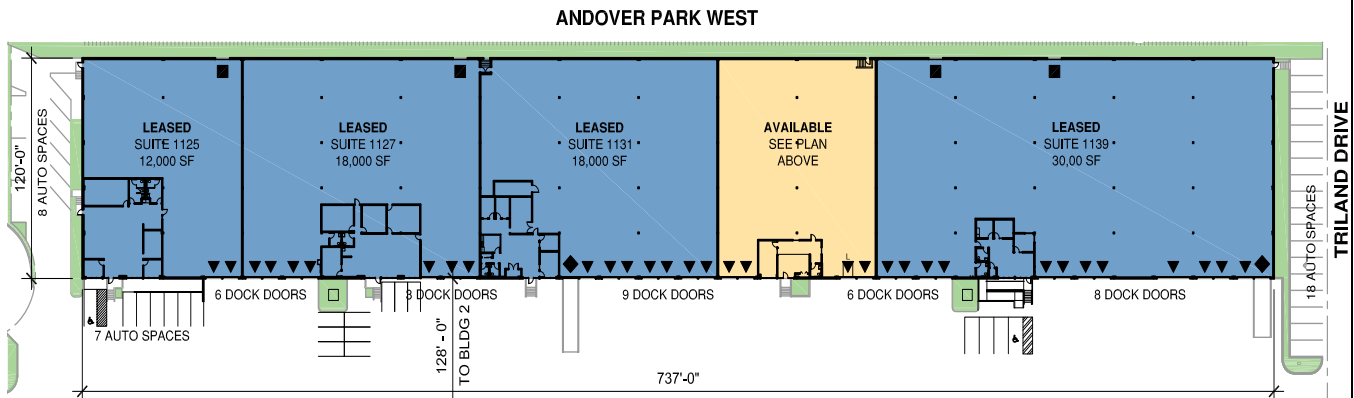 ANDOVER PARK WEST
120'-0"
8 AUTO SPACES
LEASED
SUITE 1125
12,000 SF
LEASED
SUITE 1127
18,000 SF
LEASED
SUITE 1131
18,000 SF
AVAILABLE
SEE PLAN
ABOVE
LEASED
SUITE 1139
30,00 SF
18 AUTO SPACES
TRILAND DRIVE
6 DOCK DOORS
3 DOCK DOORS
9 DOCK DOORS
6 DOCK DOORS
8 DOCK DOORS
7 AUTO SPACES
128' - 0"
TO BLDG 2
737'-0"